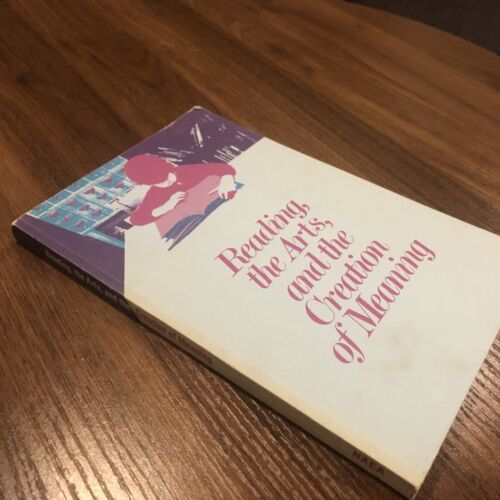 Reading,
the Arts,
and the
Creation
of Meaning
Reading, the Arts, and the Creation of Meaning
NAEA